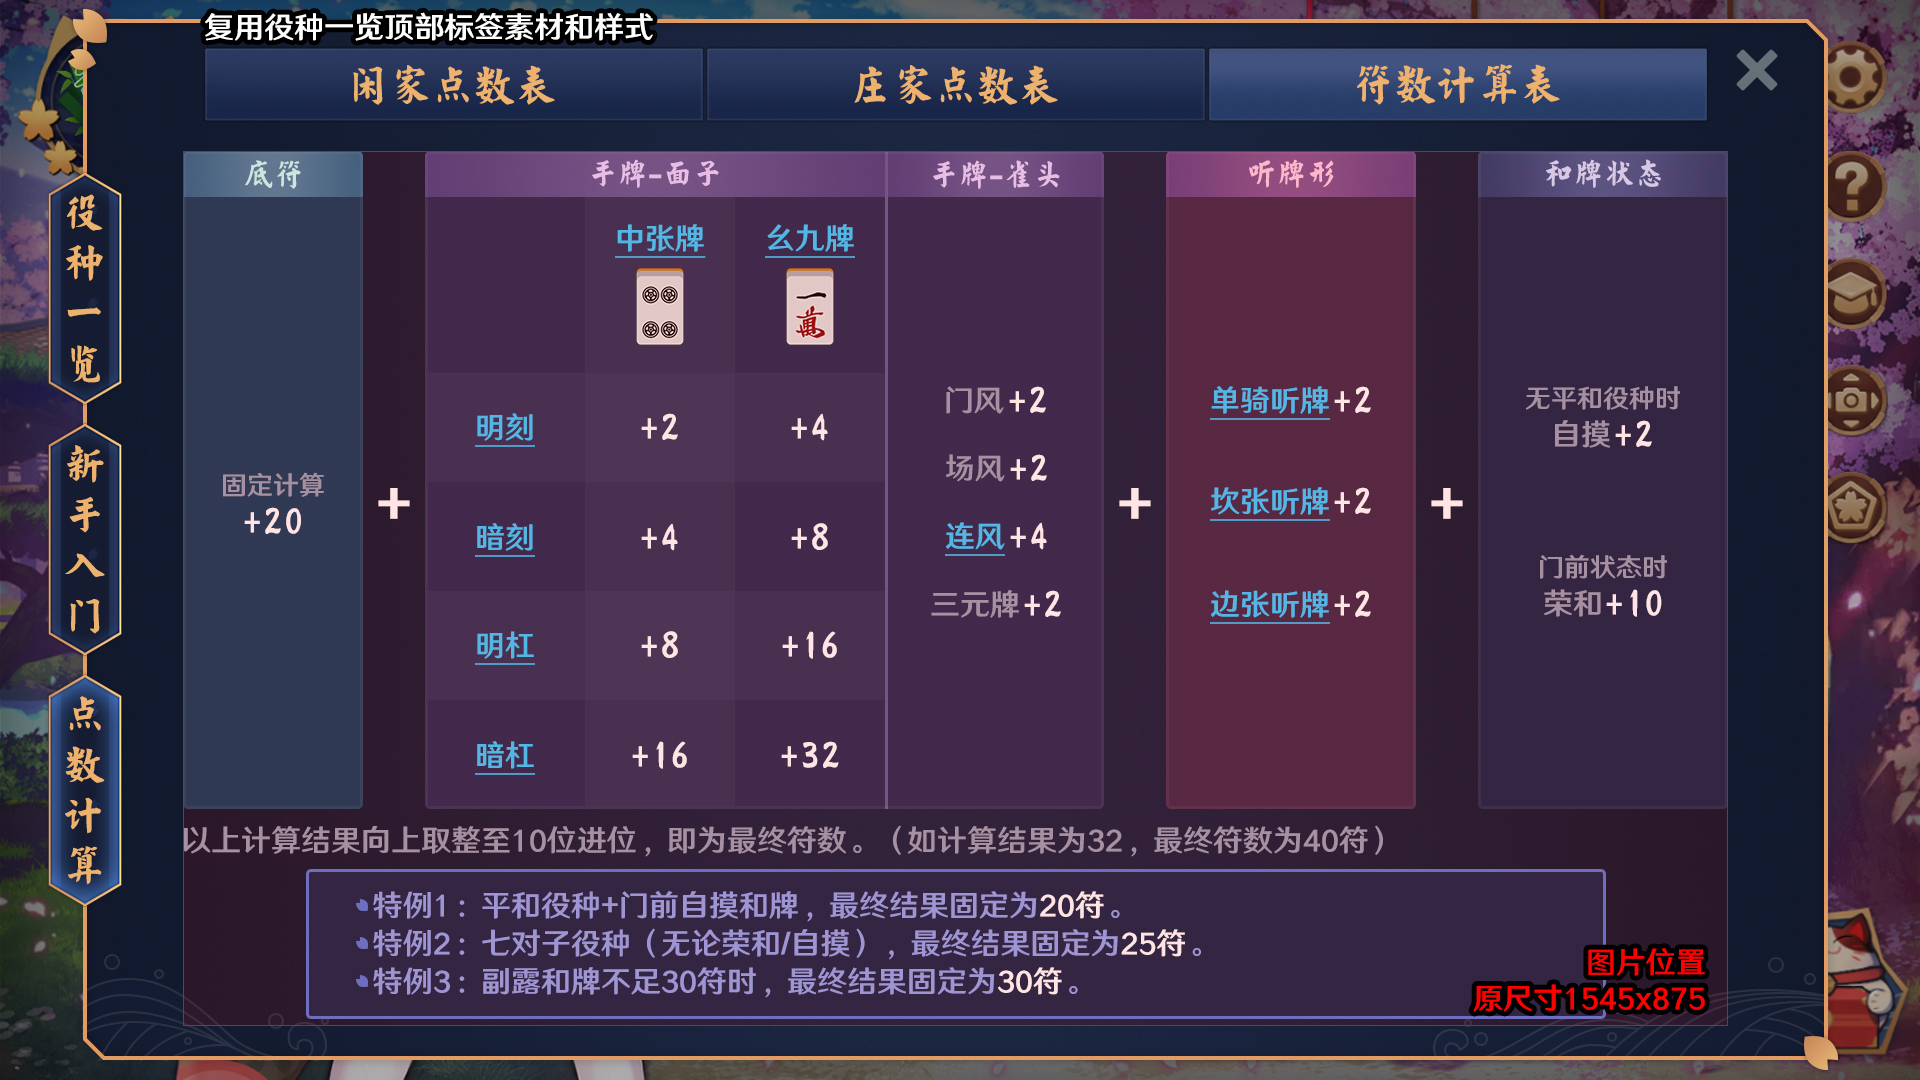 复用役种一览顶部标签素材和样式
闲家点数表
庄家点数表
符数计算表
役种一览
新手入门
点数计算
底符
固定计算
+20
+
手牌-面子
中张牌
幺九牌
一萬
明刻 +2 +4
暗刻 +4 +8
明杠 +8 +16
暗杠 +16 +32
手牌-雀头
门风+2
场风+2
连风+4
三元牌+2
+
听牌形
单骑听牌+2
坎张听牌+2
边张听牌+2
+
和牌状态
无平和役种时
自摸+2
门前状态时
荣和+10
以上计算结果向上取整至10位进位，即为最终符数。（如计算结果为32，最终符数为40符）
特例1：平和役种+门前自摸和牌，最终结果固定为20符。
特例2：七对子役种（无论荣和/自摸），最终结果固定为25符。
特例3：副露和牌不足30符时，最终结果固定为30符。
图片位置
原尺寸1545x875